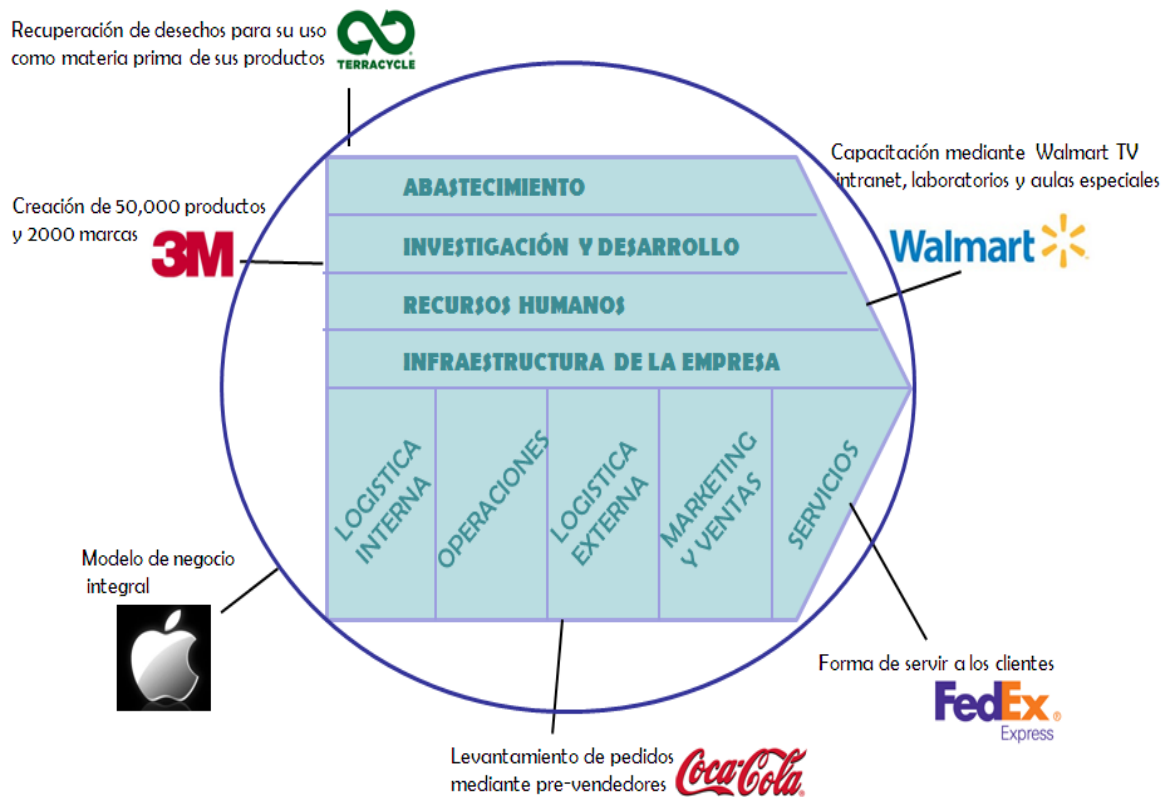 Recuperación de desechos para su uso
como materia prima de sus productos
TERRACYCLE
Capacitación mediante Walmart TV
intranet, laboratorios y aulas especiales
Walmart
Creación de 50,000 productos
y 2000 marcas
3M
ABASTECIMIENTO
INVESTIGACIÓN Y DESARROLLO
RECURSOS HUMANOS
INFRAESTRUCTURA DE LA EMPRESA
LOGISTICA
INTERNA
OPERACIONES
LOGISTICA
EXTERNA
MARKETING
Y VENTAS
SERVICIOS
Modelo de negocio
integral
Forma de servir a los clientes
FedEx®
Express
Levantamiento de pedidos
mediante pre-vendedores
Coca-Cola